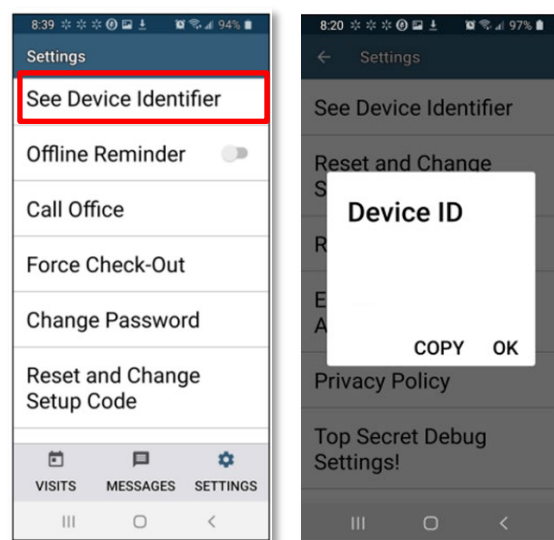 8:39 94%
Settings
See Device Identifier
Offline Reminder
Call Office
Force Check-Out
Change Password
Reset and Change
Setup Code
VISITS MESSAGES SETTINGS
8:20 97%
Settings
See Device Identifier
Reset and Change
S
Device ID
R
E
A
COPY OK
Privacy Policy
Top Secret Debug
Settings!